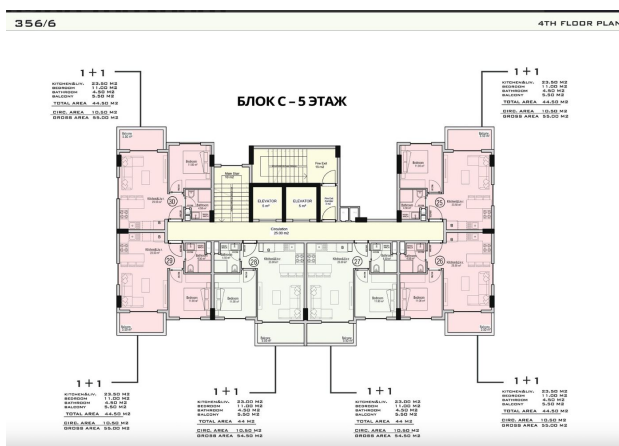 356/6
4TH FLOOR PLAN
БЛОК С – 5 ЭТАЖ
1 + 1
KITCHEN&LIV. 23.50 M2
BEDROOM 11.00 M2
BATHROOM 4.50 M2
BALCONY 5.50 M2
TOTAL AREA 44.50 M2
CIRC. AREA 10.50 M2
GROSS AREA 55.00 M2
1 + 1
KITCHEN&LIV. 23.50 M2
BEDROOM 11.00 M2
BATHROOM 4.50 M2
BALCONY 5.50 M2
TOTAL AREA 44.50 M2
CIRC. AREA 10.50 M2
GROSS AREA 55.00 M2
Main Stair
Fire Exit
ELEVATOR
ELEVATOR
Circulation
30
25
29
28
27
26
1 + 1
KITCHEN&LIV. 23.50 M2
BEDROOM 11.00 M2
BATHROOM 4.50 M2
BALCONY 5.50 M2
TOTAL AREA 44.50 M2
CIRC. AREA 10.50 M2
GROSS AREA 55.00 M2
1 + 1
KITCHEN&LIV. 23.00 M2
BEDROOM 11.00 M2
BATHROOM 4.50 M2
BALCONY 5.50 M2
TOTAL AREA 44 M2
CIRC. AREA 10.50 M2
GROSS AREA 54.50 M2
1 + 1
KITCHEN&LIV. 23.00 M2
BEDROOM 11.00 M2
BATHROOM 4.50 M2
BALCONY 5.50 M2
TOTAL AREA 44 M2
CIRC. AREA 10.50 M2
GROSS AREA 54.50 M2
1 + 1
KITCHEN&LIV. 23.50 M2
BEDROOM 11.00 M2
BATHROOM 4.50 M2
BALCONY 5.50 M2
TOTAL AREA 44.50 M2
CIRC. AREA 10.50 M2
GROSS AREA 55.00 M2